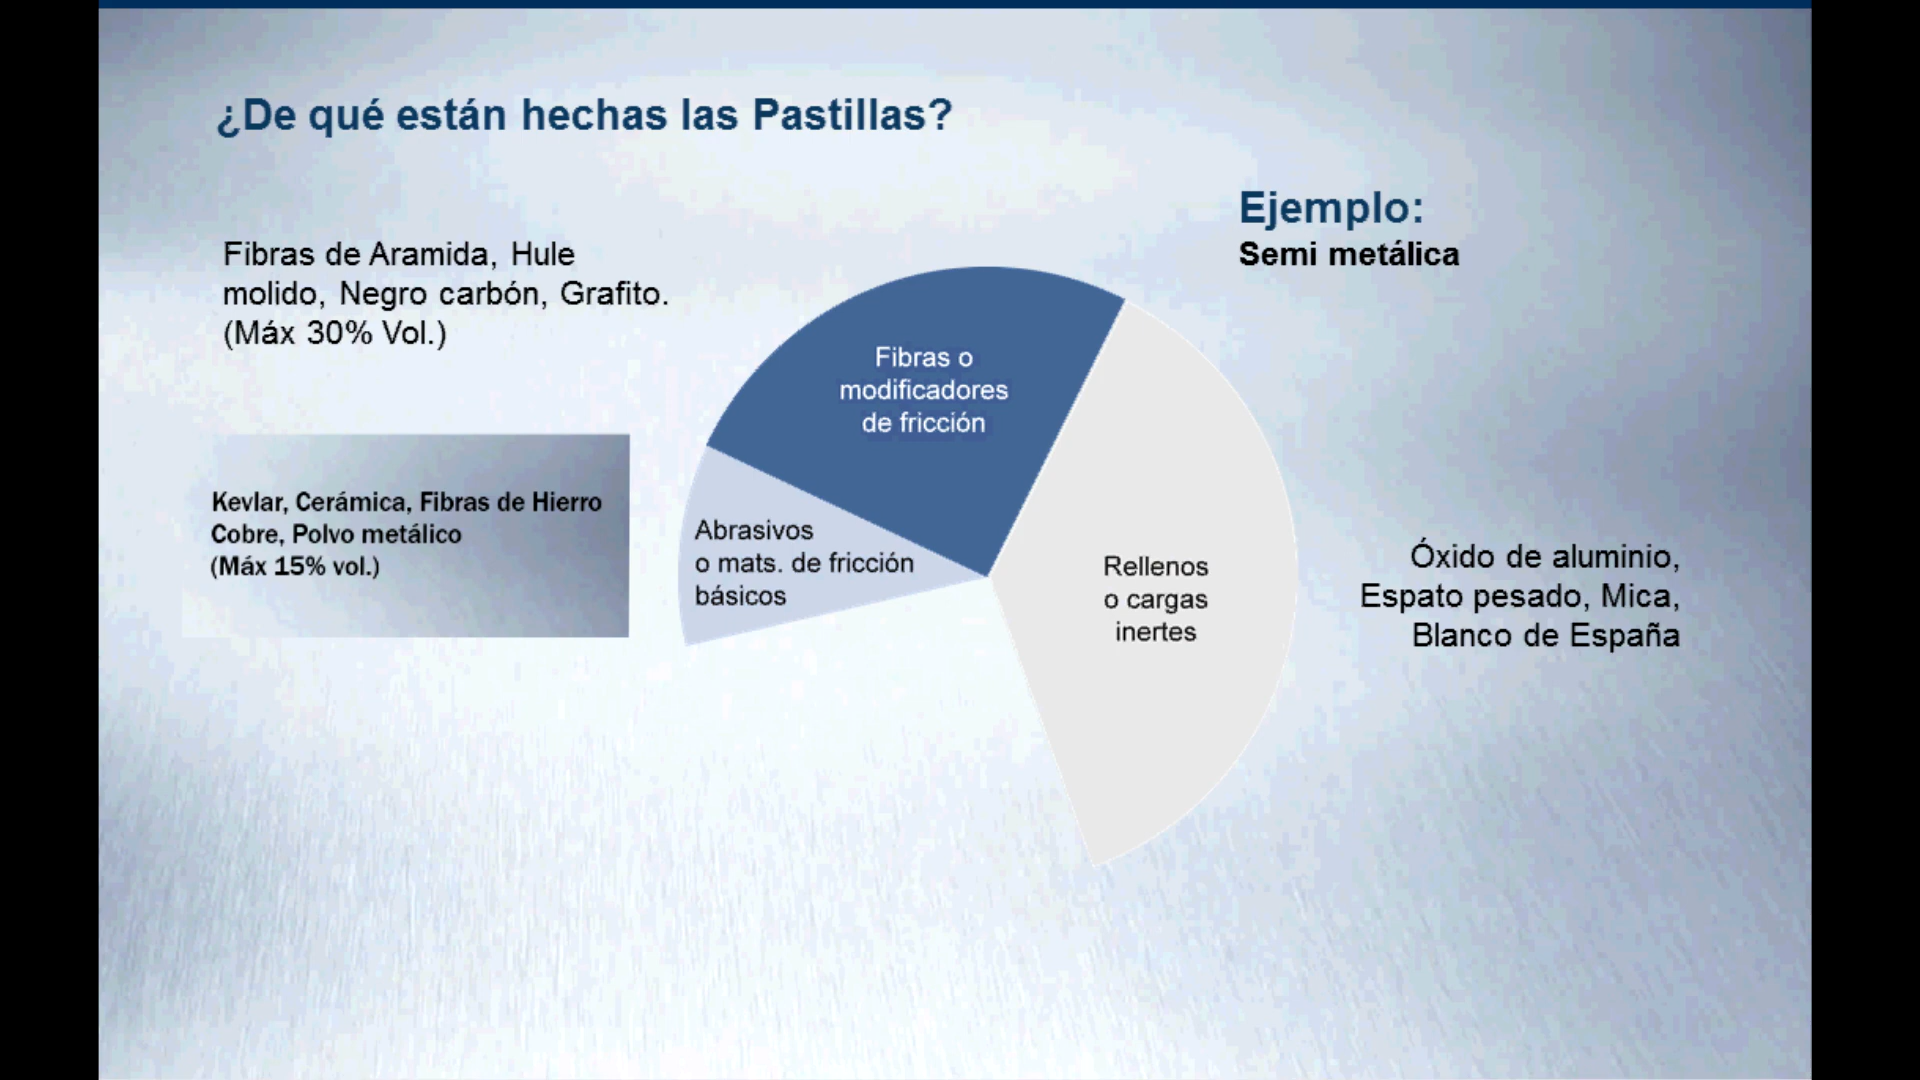 ¿De qué están hechas las Pastillas?
Ejemplo:
Semi metálica
Fibras de Aramida, Hule
molido, Negro carbón, Grafito.
(Máx 30% Vol.)
Fibras o
modificadores
de fricción
Kevlar, Cerámica, Fibras de Hierro
Cobre, Polvo metálico
(Máx 15% vol.)
Abrasivos
o mats. de fricción
básicos
Rellenos
o cargas
inertes
Óxido de aluminio,
Espato pesado, Mica,
Blanco de España